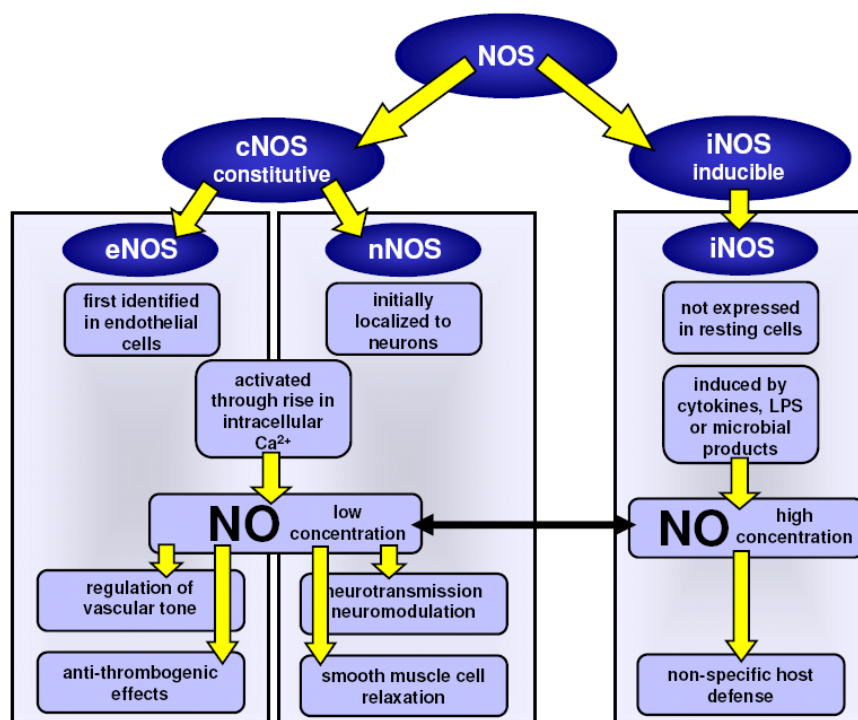 NOS
cNOS
constitutive
iNOS
inducible
eNOS
nNOS
iNOS
first identified
in endothelial
cells
initially
localized to
neurons
not expressed
in resting cells
activated
through rise in
intracellular
Ca²⁺
induced by
cytokines, LPS
or microbial
products
NO low
concentration
NO high
concentration
regulation of
vascular tone
neurotransmission
neuromodulation
anti-thrombogenic
effects
smooth muscle cell
relaxation
non-specific host
defense